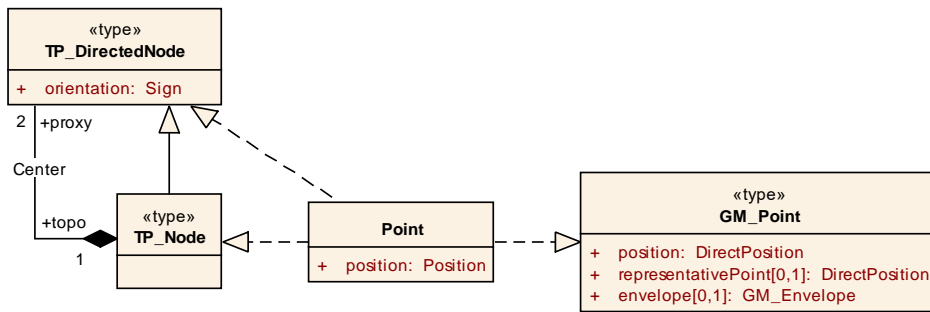 «type»
TP_DirectedNode
+ orientation: Sign
2 +proxy
Center
+topo
1
«type»
TP_Node
Point
+ position: Position
«type»
GM_Point
+ position: DirectPosition
+ representativePoint[0,1]: DirectPosition
+ envelope[0,1]: GM_Envelope